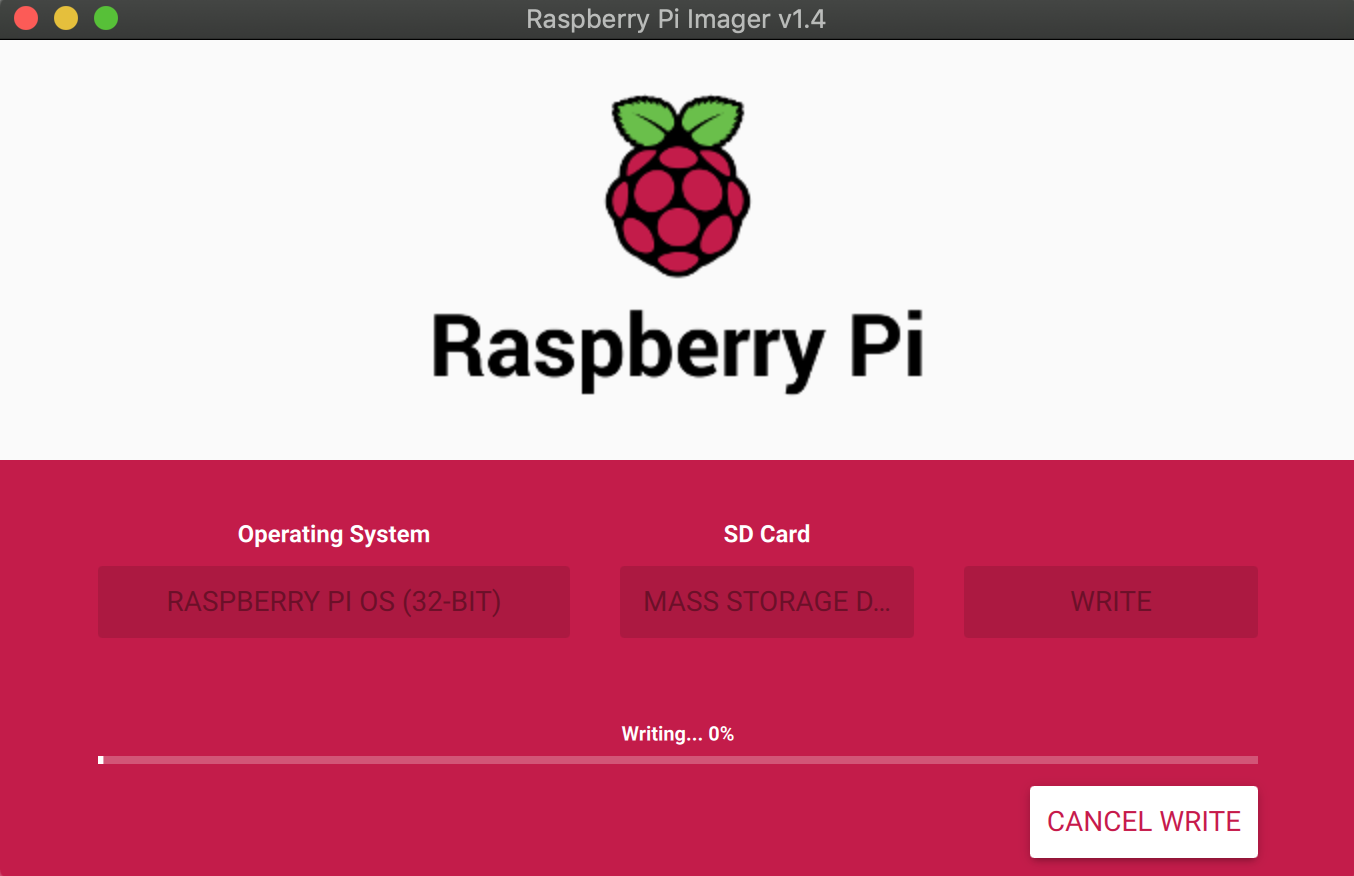 Raspberry Pi Imager v1.4
Raspberry Pi
Operating System
SD Card
RASPBERRY PI OS (32-BIT)
MASS STORAGE D...
WRITE
Writing... 0%
CANCEL WRITE